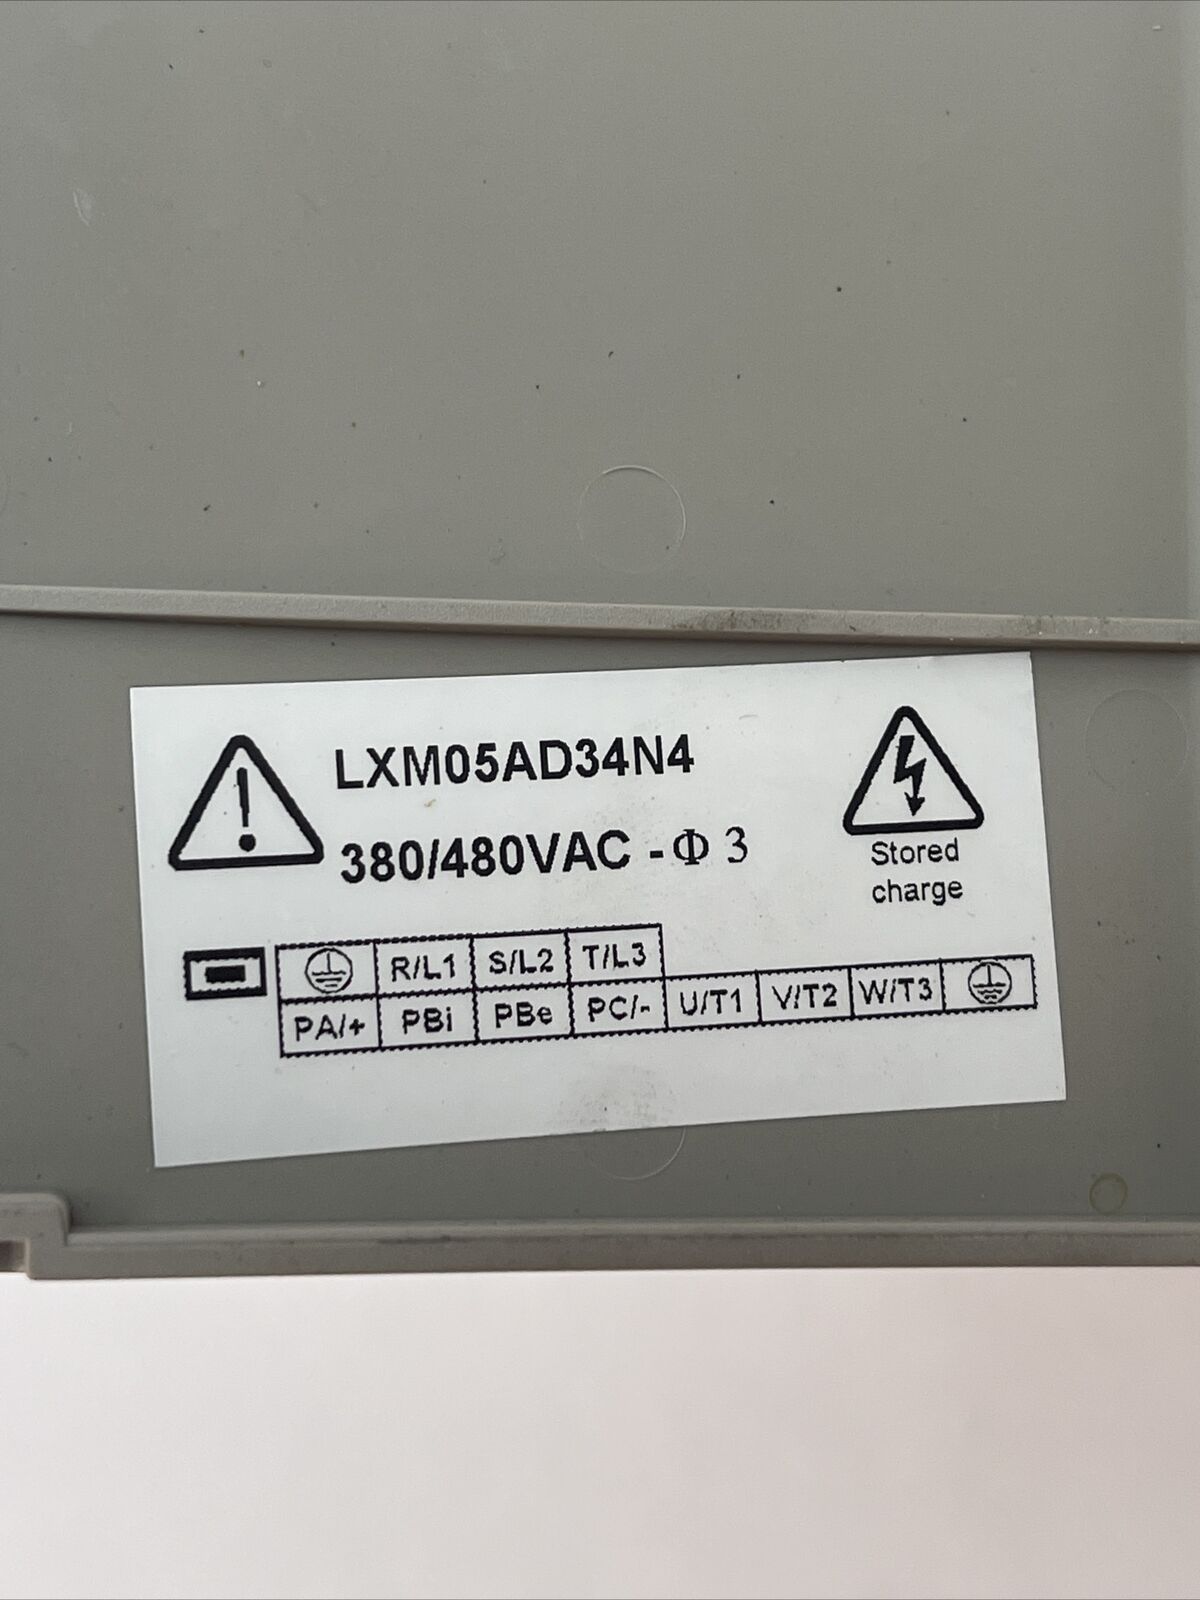 LXM05AD34N4
380/480VAC - Φ 3
Stored
charge
R/L1 S/L2 T/L3
PA/+ PBi PBe PC/- U/T1 V/T2 W/T3